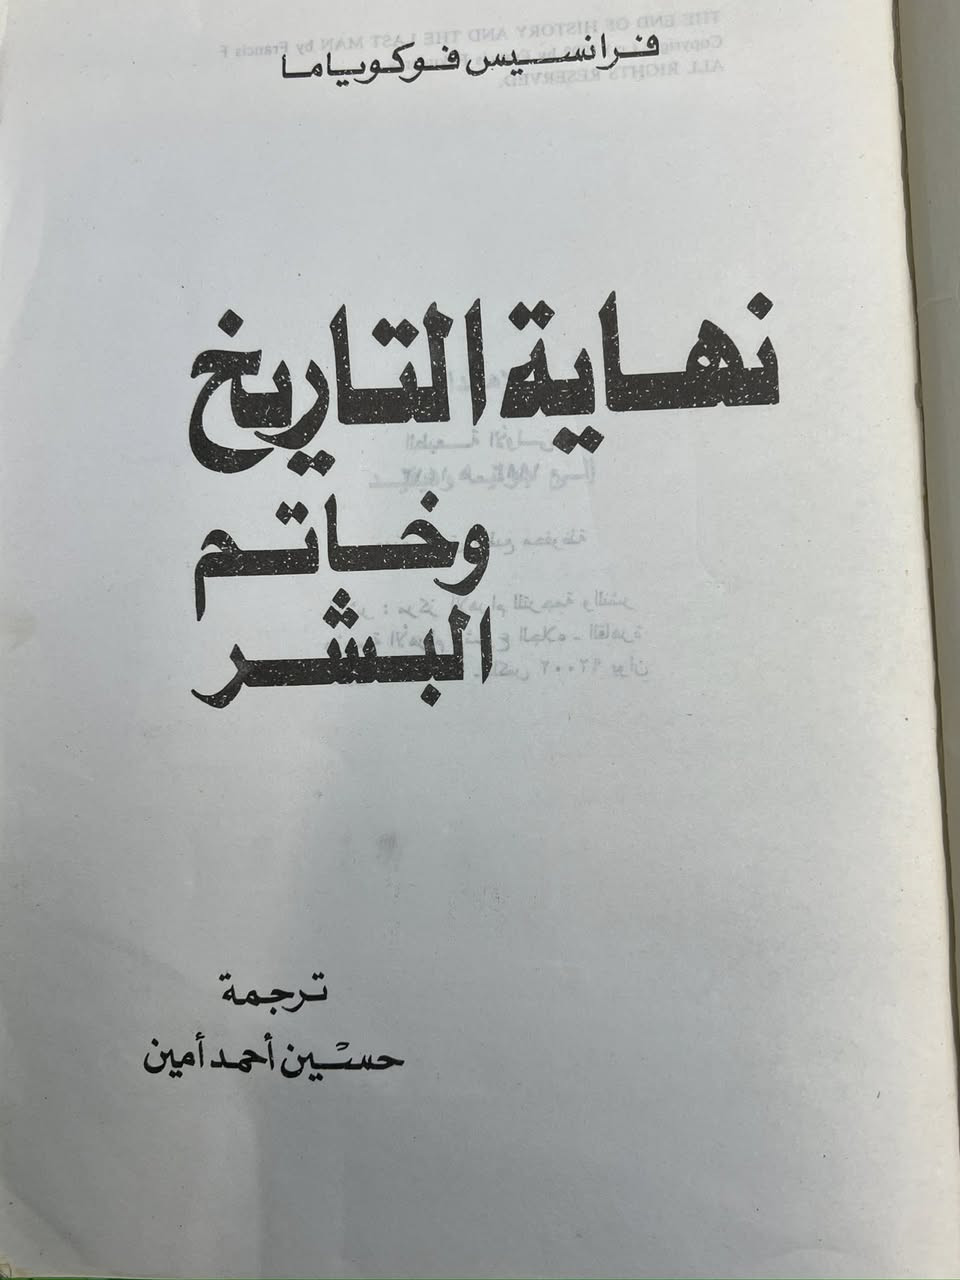 فرانسيس فوكوياما
نهاية التاريخ
وخاتم
البشر
ترجمة
حسين أحمد أمين